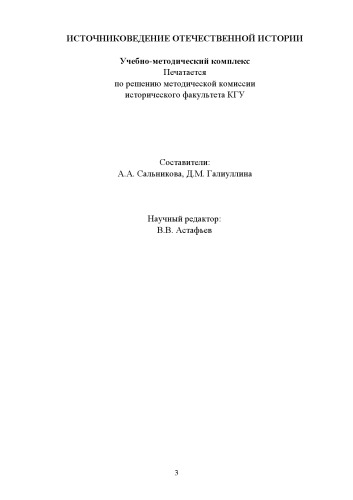 ИСТОЧНИКОВЕДЕНИЕ ОТЕЧЕСТВЕННОЙ ИСТОРИИ
Учебно-методический комплекс
Печатается
по решению методической комиссии
исторического факультета КГУ
Составители:
А.А. Сальникова, Д.М. Галиуллина
Научный редактор:
В.В. Астафьев
3